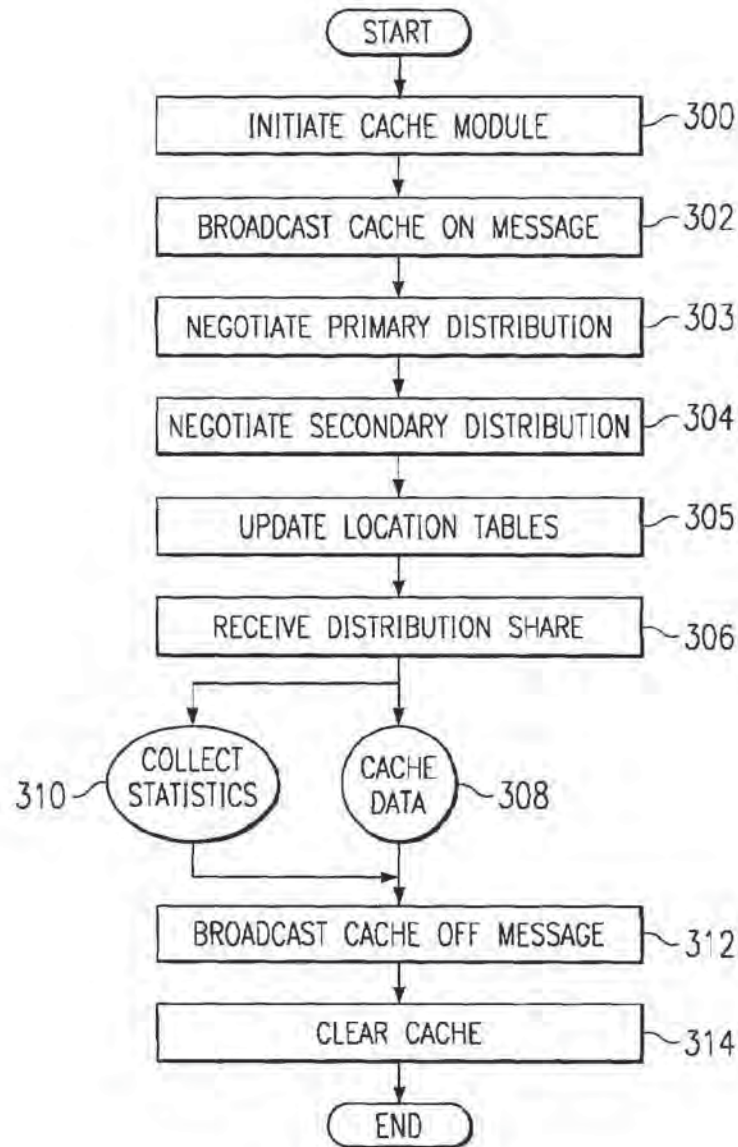 START
INITIATE CACHE MODULE
300
BROADCAST CACHE ON MESSAGE
302
NEGOTIATE PRIMARY DISTRIBUTION
303
NEGOTIATE SECONDARY DISTRIBUTION
304
UPDATE LOCATION TABLES
305
RECEIVE DISTRIBUTION SHARE
306
310
COLLECT
STATISTICS
CACHE
DATA
308
BROADCAST CACHE OFF MESSAGE
312
CLEAR CACHE
314
END